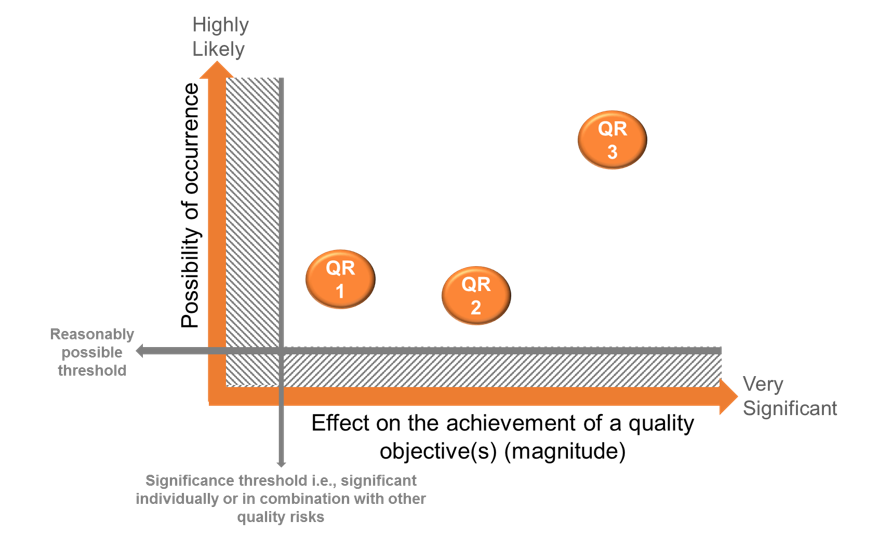 Highly
Likely
Possibility of occurrence
QR
3
QR
1
QR
2
Reasonably
possible
threshold
Very
Significant
Effect on the achievement of a quality
objective(s) (magnitude)
Significance threshold i.e., significant
individually or in combination with other
quality risks